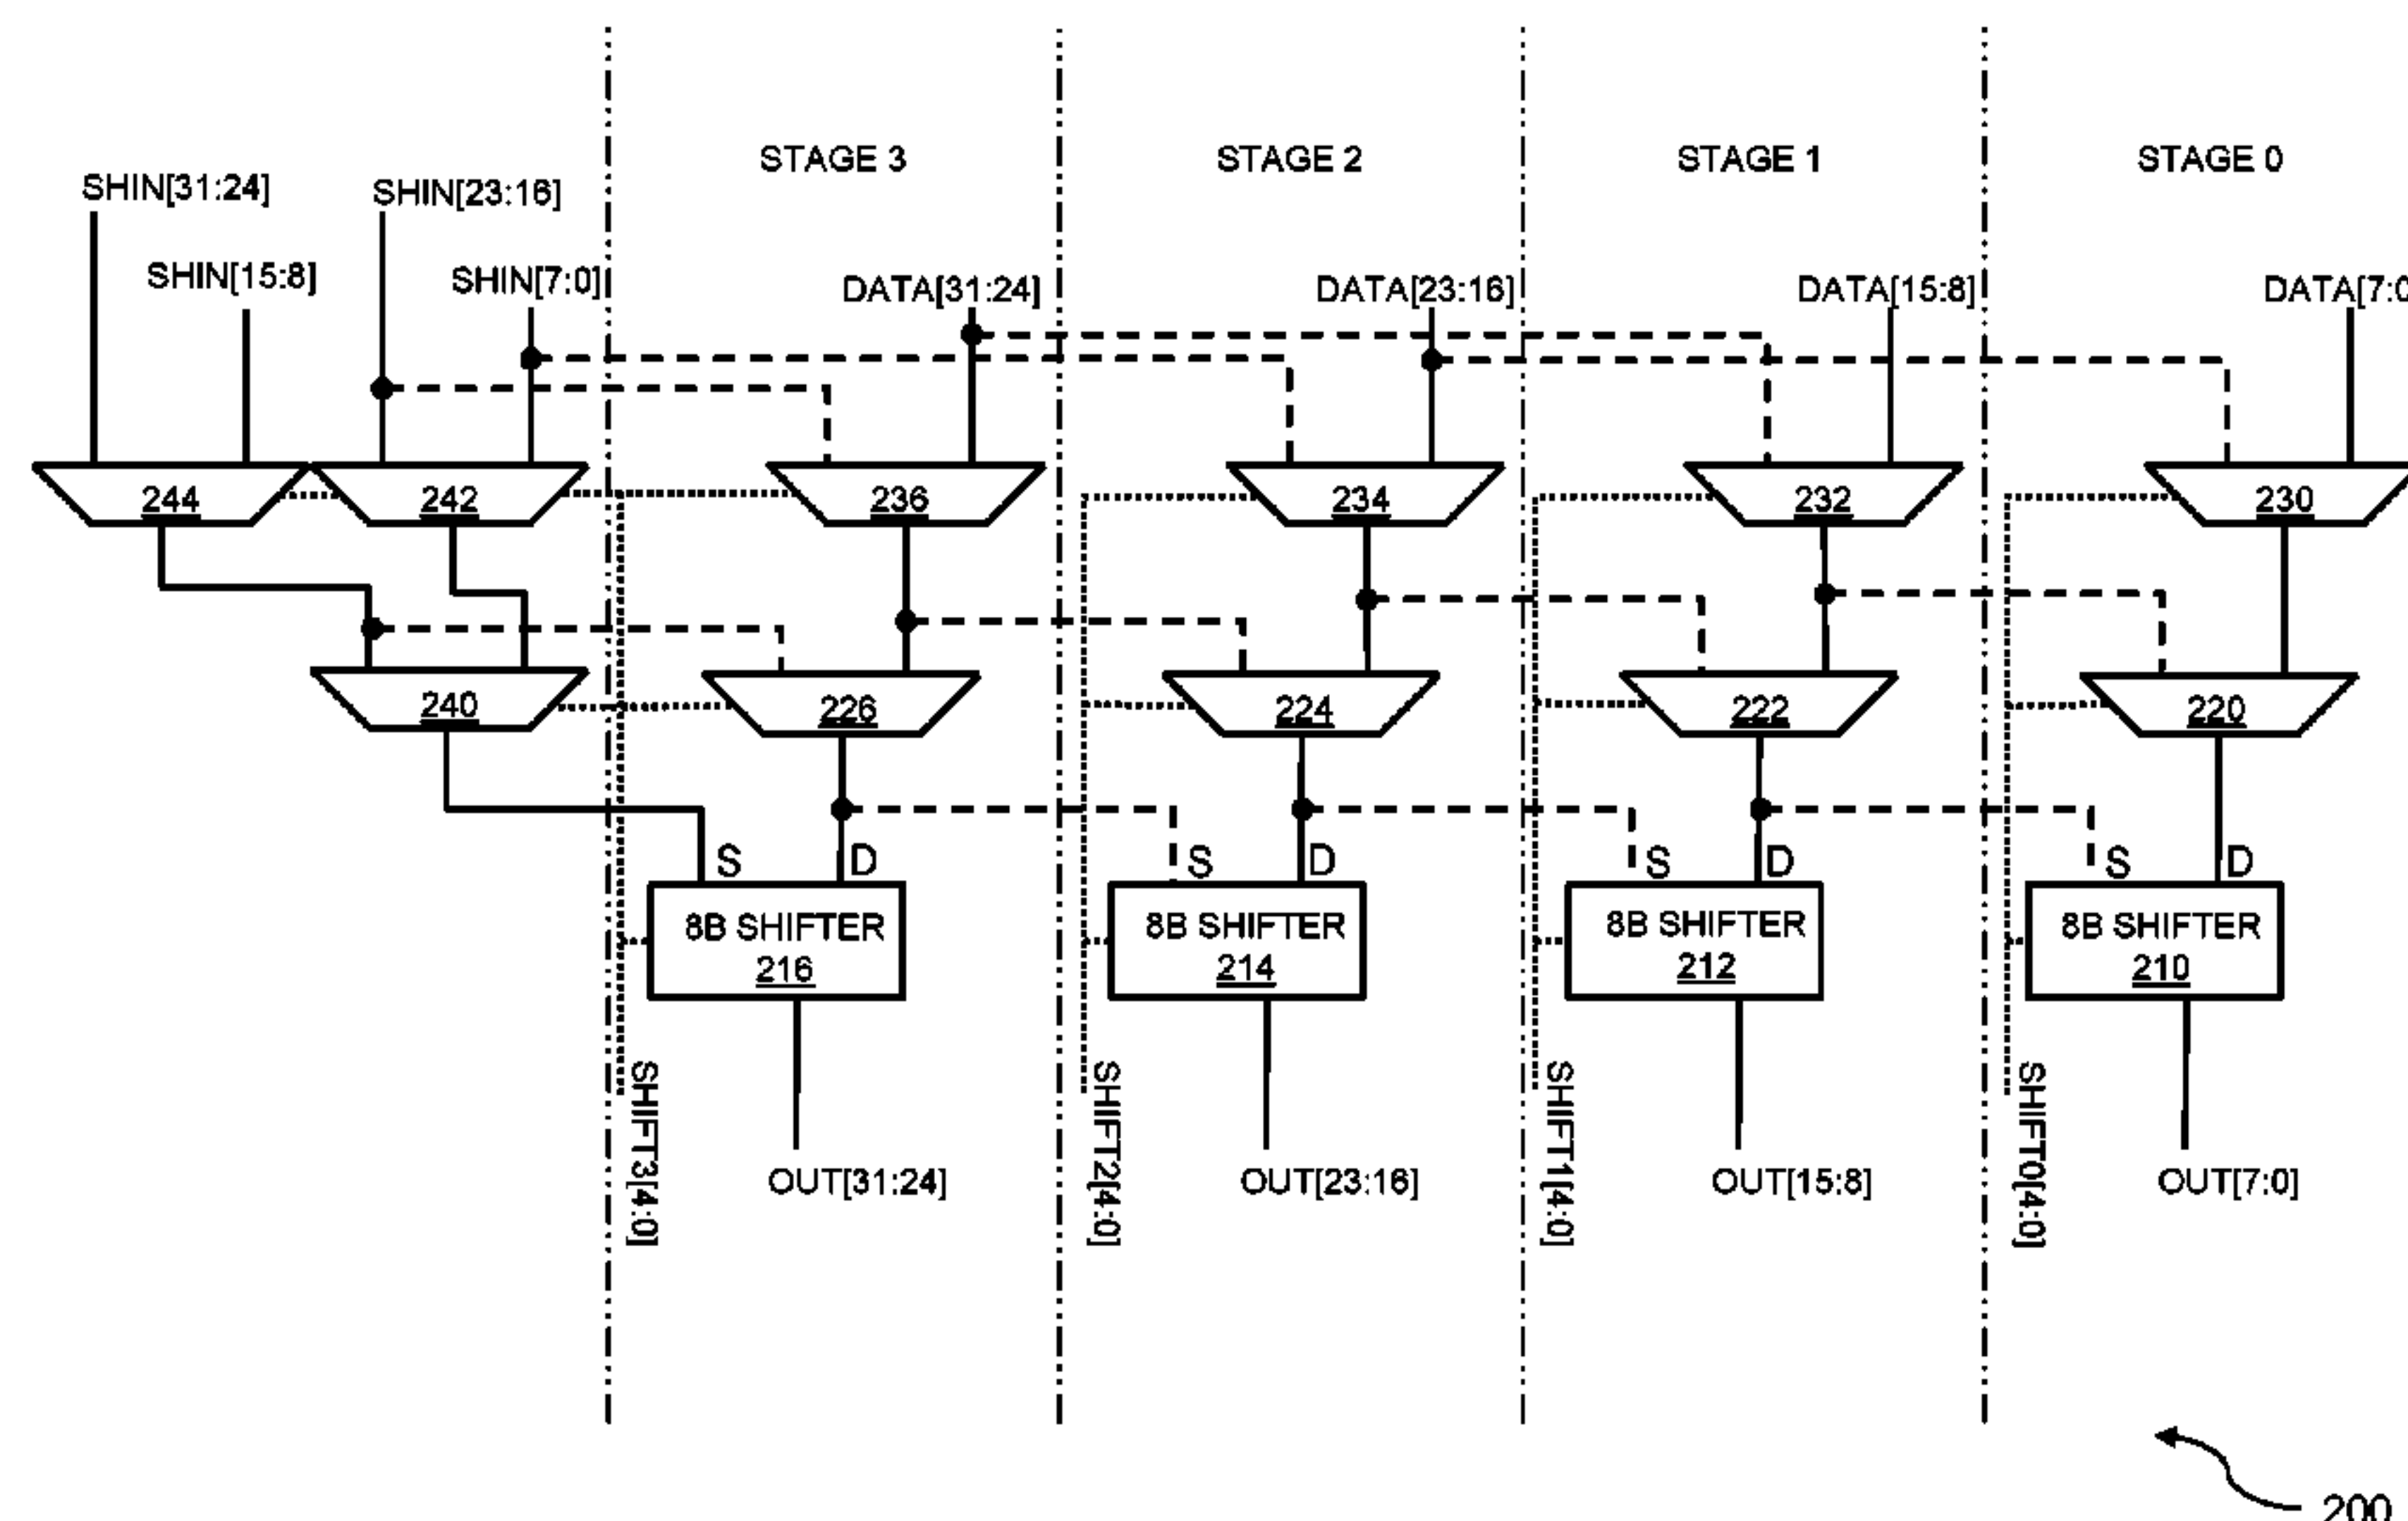 STAGE 3
STAGE 2
STAGE 1
STAGE 0
SHIN[31:24]
SHIN[23:16]
SHIN[15:8]
SHIN[7:0]
DATA[31:24]
DATA[23:16]
DATA[15:8]
DATA[7:0
244
242
236
234
232
230
240
226
224
222
220
S
D
S
D
S
D
S
D
8B SHIFTER
216
8B SHIFTER
214
8B SHIFTER
212
8B SHIFTER
210
SHIFT3[4:0]
SHIFT2[4:0]
SHIFT1[4:0]
SHIFT0[4:0]
OUT[31:24]
OUT[23:16]
OUT[15:8]
OUT[7:0]
200